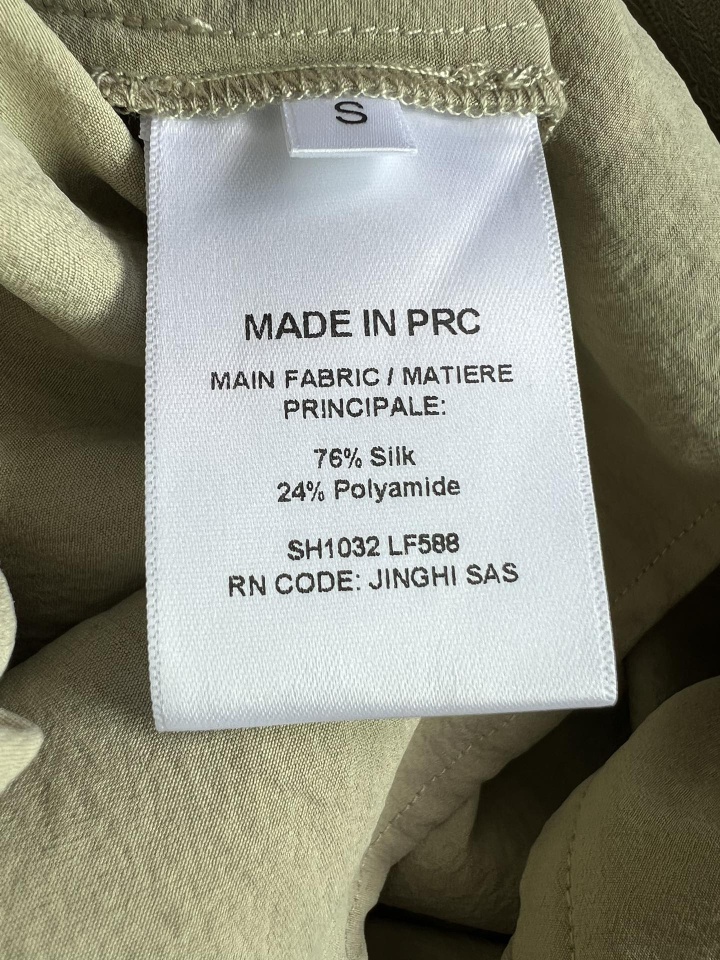 S
MADE IN PRC
MAIN FABRIC / MATIERE
PRINCIPALE:
76% Silk
24% Polyamide
SH1032 LF588
RN CODE: JINGHI SAS